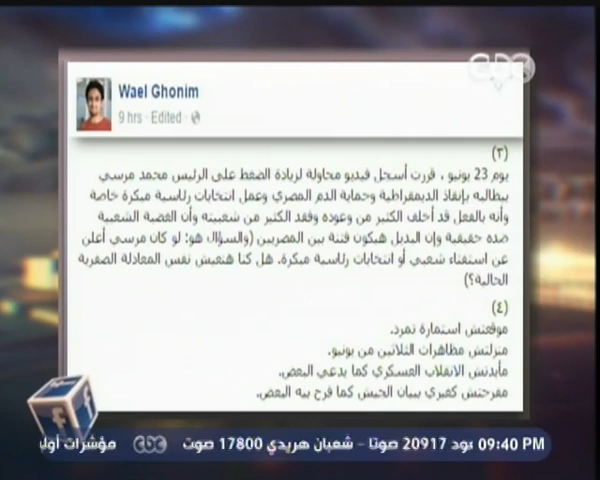 cbc
Wael Ghonim
9 hrs · Edited ·
(٣)
يوم 23 يونيو ، قررت أسجل فيديو محاولة لزيادة الضغط على الرئيس محمد مرسي
بيطالبه بإنقاذ الديمقراطية وحماية الدم المصري وعمل انتخابات رئاسية مبكرة خاصة
وأنه بالفعل قد أخلف الكثير من وعوده وفقد الكثير من شعبيته وأن الغضبة الشعبية
ضده حقيقية وإن البديل هيكون فتنة بين المصريين (والسؤال هو: لو كان مرسي أعلن
عن استفتاء شعبي أو انتخابات رئاسية مبكرة. هل كنا هنعيش نفس المعادلة الصفرية
الحالية؟)
(٤)
موقعتش استمارة تمرد.
منزلتش مظاهرات الثلاثين من يونيو.
مأيدتش الانقلاب العسكري كما يدعي البعض.
مفرحتش كغيري ببيان الجيش كما فرح بيه البعض.
09:40 PM عود 20917 صوتا – شعبان هريدي 17800 صوت cbc مؤشرات أول